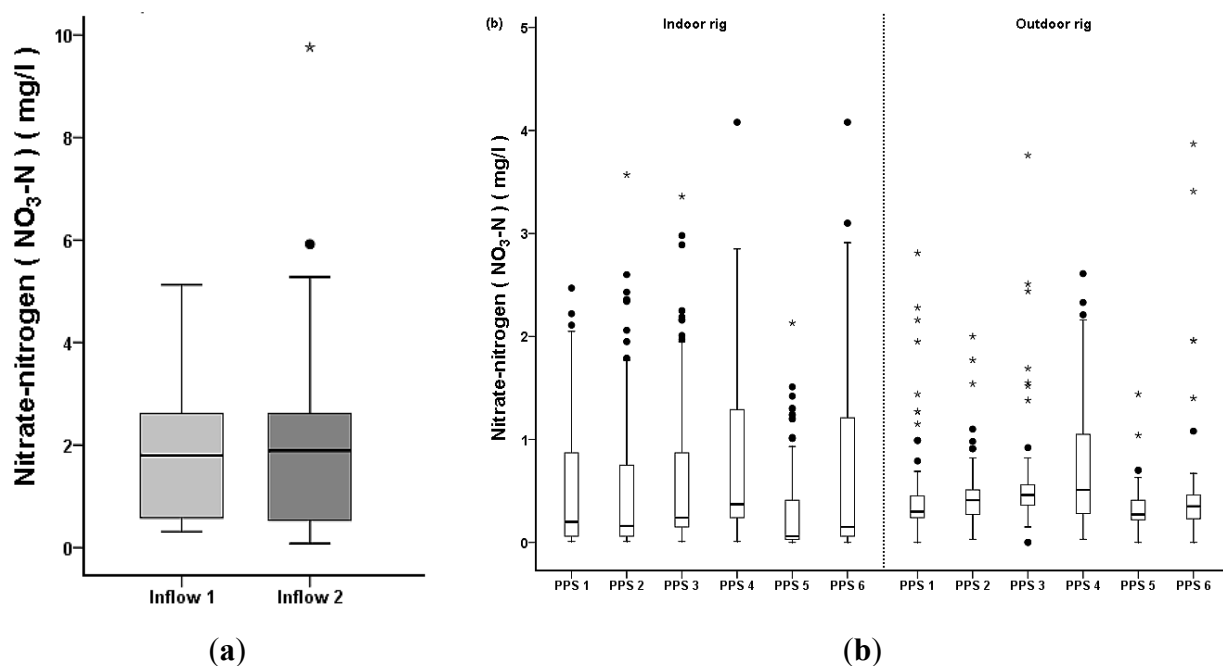 Nitrate-nitrogen ( NO₃-N ) ( mg/l )
10
8
6
4
2
0
Inflow 1 Inflow 2
(a)
(b)
Indoor rig Outdoor rig
Nitrate-nitrogen ( NO₃-N ) ( mg/l )
5
4
3
2
1
0
PPS 1 PPS 2 PPS 3 PPS 4 PPS 5 PPS 6 PPS 1 PPS 2 PPS 3 PPS 4 PPS 5 PPS 6
(b)